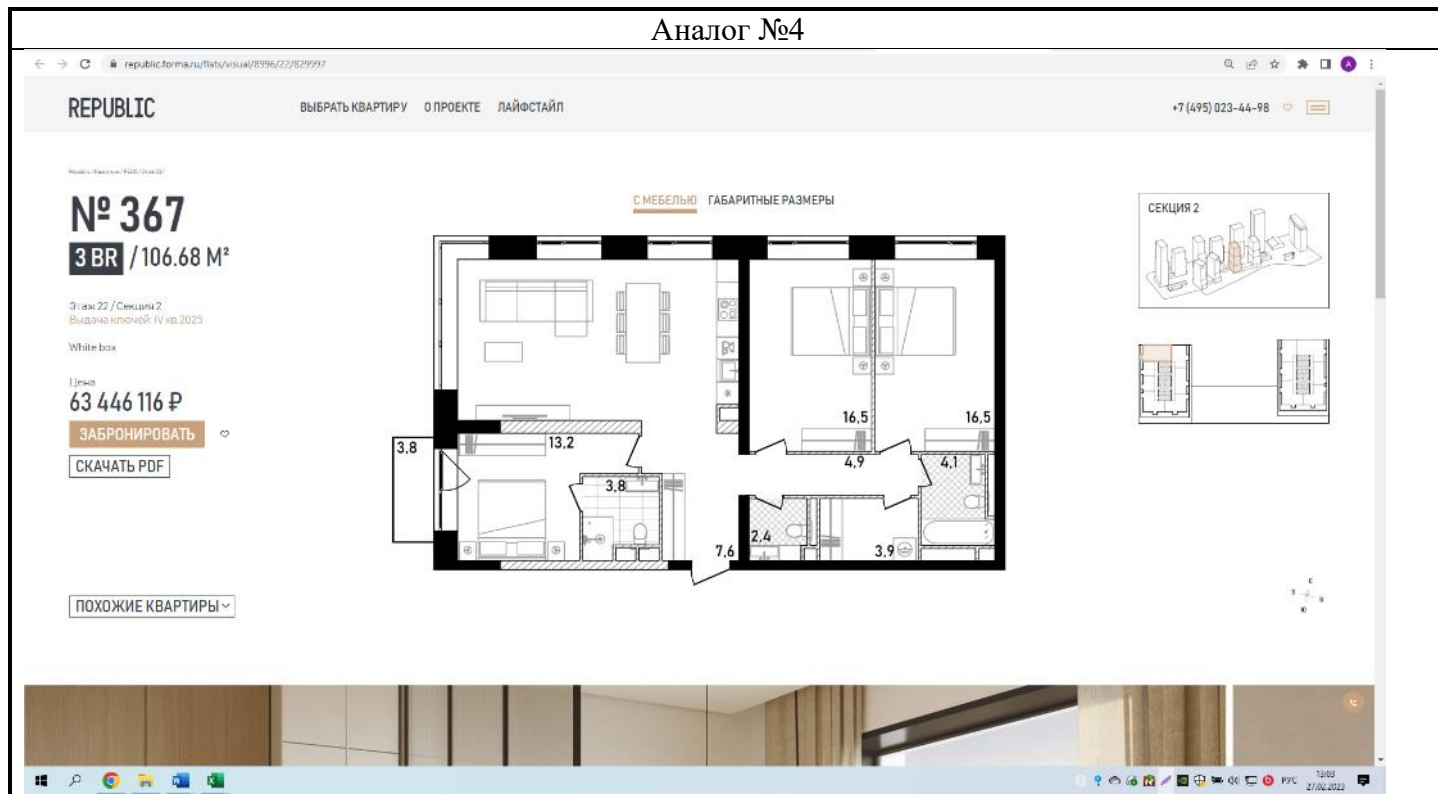 Аналог №4
republic.forma.ru/flats/visual/8996/22/829997
REPUBLIC
ВЫБРАТЬ КВАРТИРУ О ПРОЕКТЕ ЛАЙФСТАЙЛ
+7 (495) 023-44-98
№ 367
3 BR / 106.68 М²
Этаж 22 / Секция 2
Выдача ключей: IV кв.2025
White box
Цена
63 446 116 ₽
ЗАБРОНИРОВАТЬ
СКАЧАТЬ PDF
ПОХОЖИЕ КВАРТИРЫ
С МЕБЕЛЬЮ ГАБАРИТНЫЕ РАЗМЕРЫ
16,5 16,5
3,8 13,2
4,9 4,1
3,8
2,4
7,6 3,9
СЕКЦИЯ 2
С
З В
Ю
РУС
13:03
27.02.2023